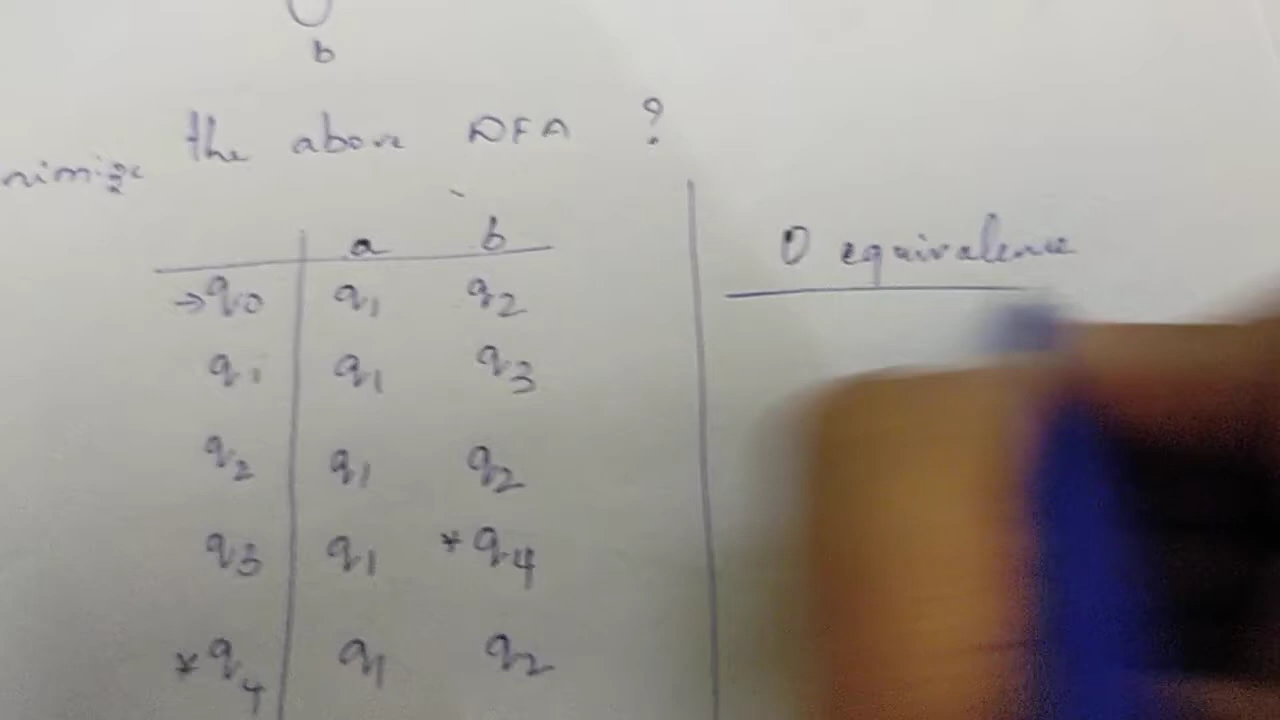 b
the above DFA ?
a b
→q0 q1 q2
q1 q1 q3
q2 q1 q2
q3 q1 *q4
*q4 q1 q2
0 equivalence